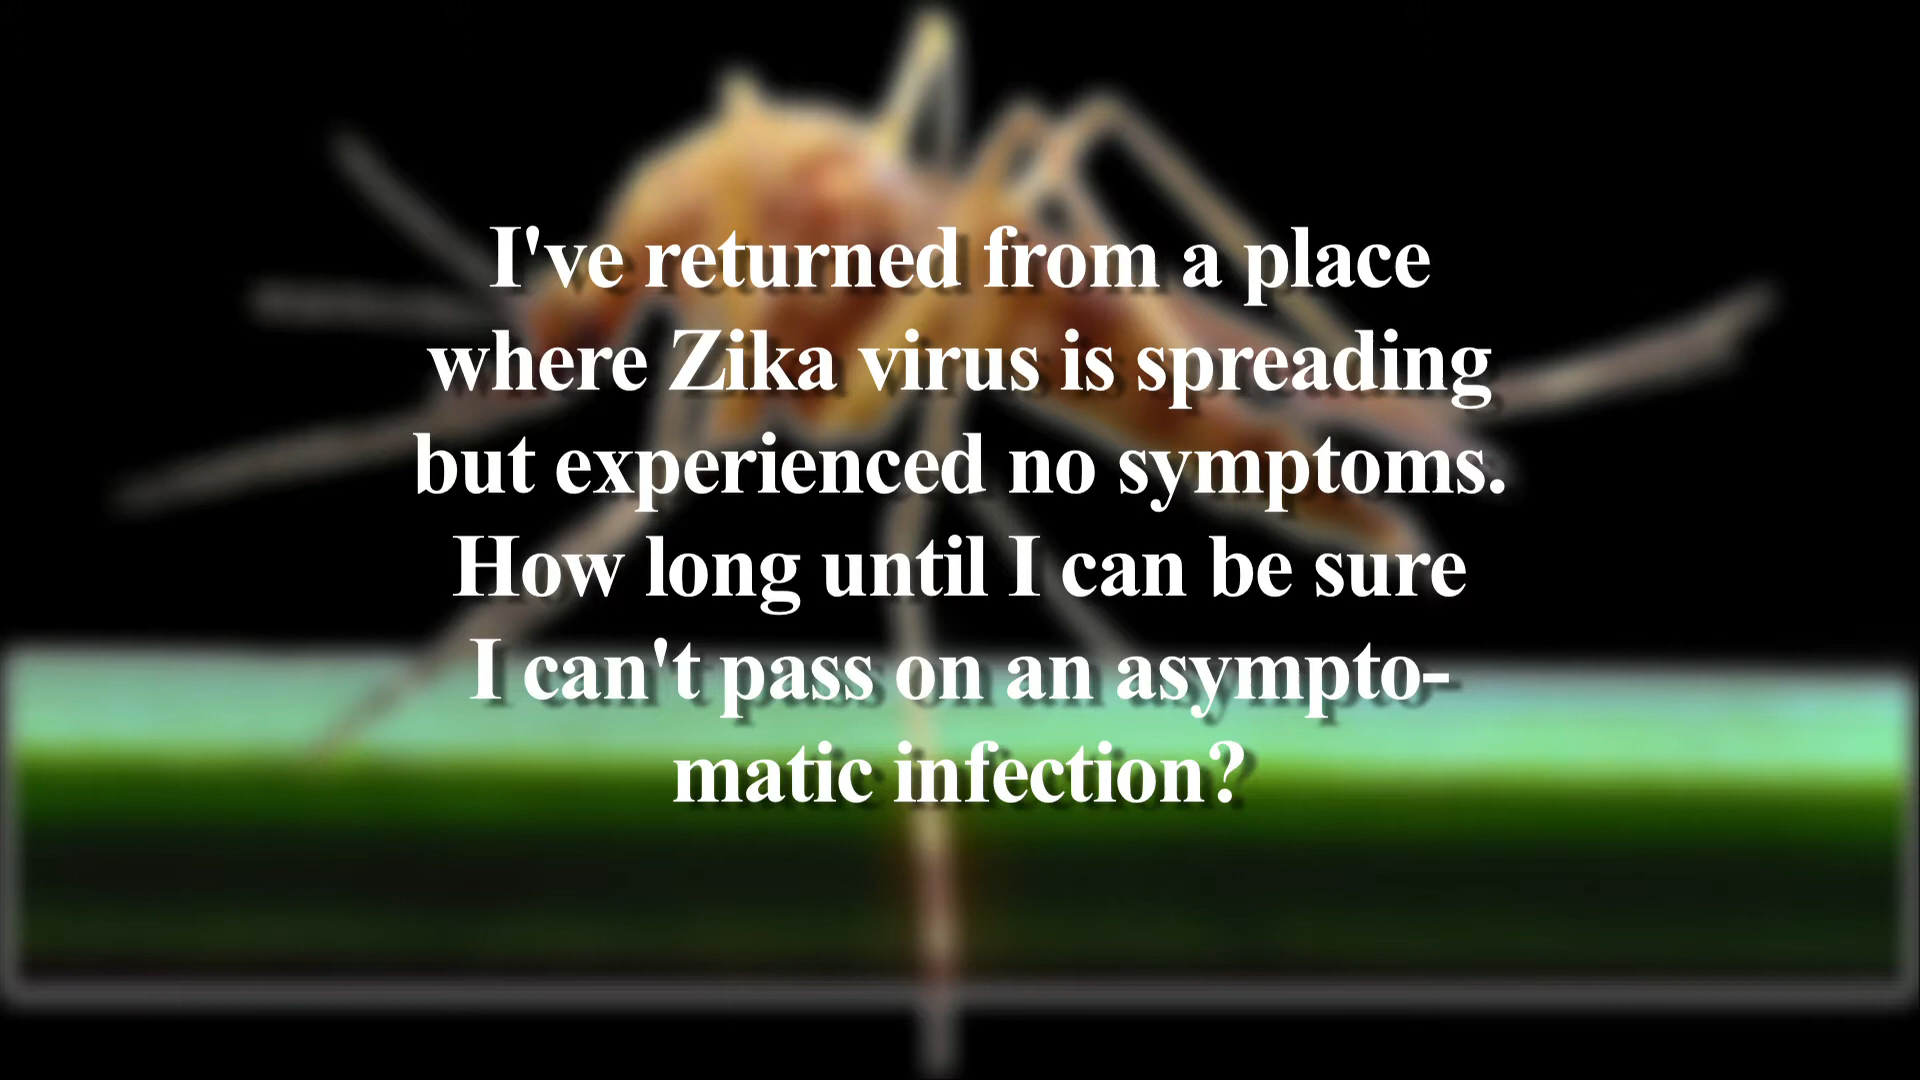 I've returned from a place
where Zika virus is spreading
but experienced no symptoms.
How long until I can be sure
I can't pass on an asympto-
matic infection?